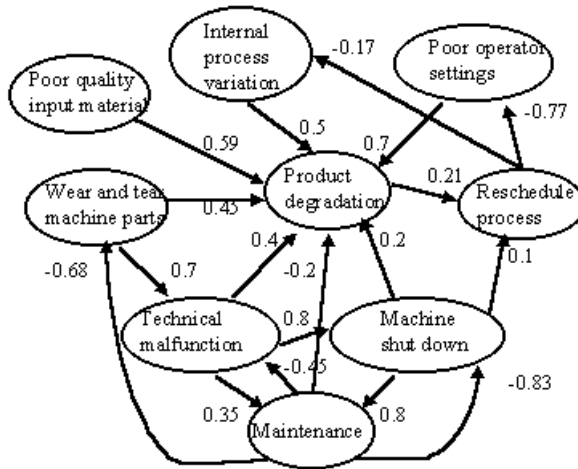 Internal
process
variation
-0.17
Poor operator
settings
Poor quality
input material
-0.77
0.59
0.5
0.7
Product
degradation
0.21
Reschedule
process
Wear and tear
machine parts
0.45
0.4
-0.2
0.2
0.1
-0.68
0.7
Technical
malfunction
0.8
Machine
shut down
-0.45
-0.83
0.35
Maintenance
0.8